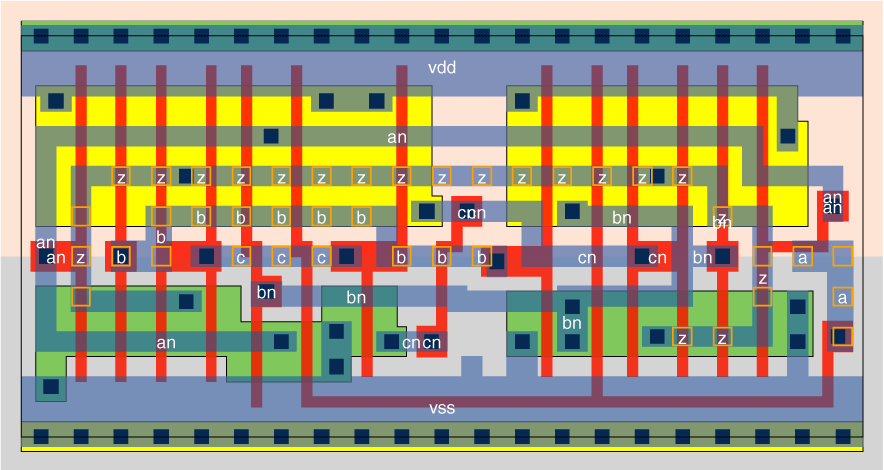 vdd
an
z z z z z z z z z z z z z z
an
b b b b b cn cn bn z bn an
b
an
an z b c c c b b b cn cn bn a
z
bn bn a
bn
an cn cn z z
vss